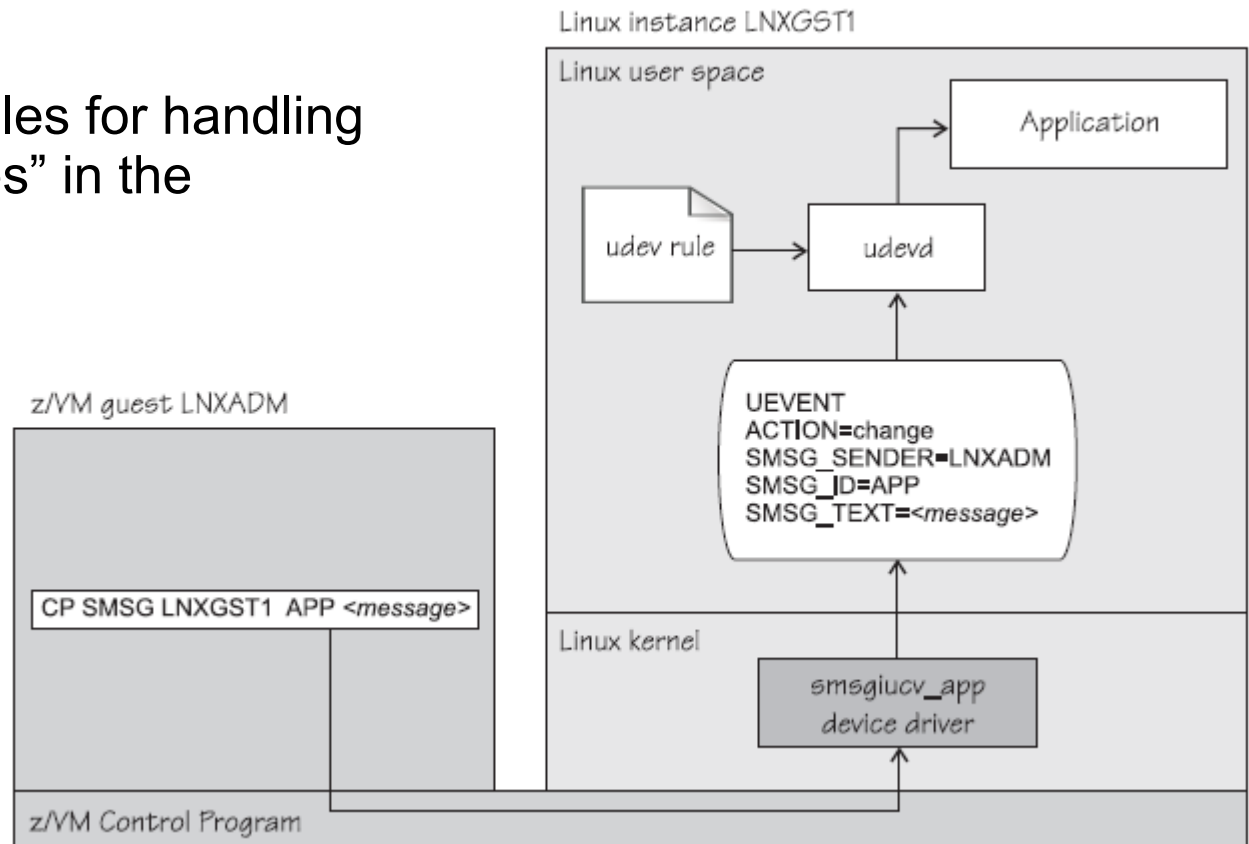 Linux instance LNXGST1
Linux user space
les for handling
s” in the
Application
udev rule
udevd
UEVENT
ACTION=change
SMSG_SENDER=LNXADM
SMSG_ID=APP
SMSG_TEXT=<message>
z/VM guest LNXADM
CP SMSG LNXGST1 APP <message>
Linux kernel
smsgiucv_app
device driver
z/VM Control Program